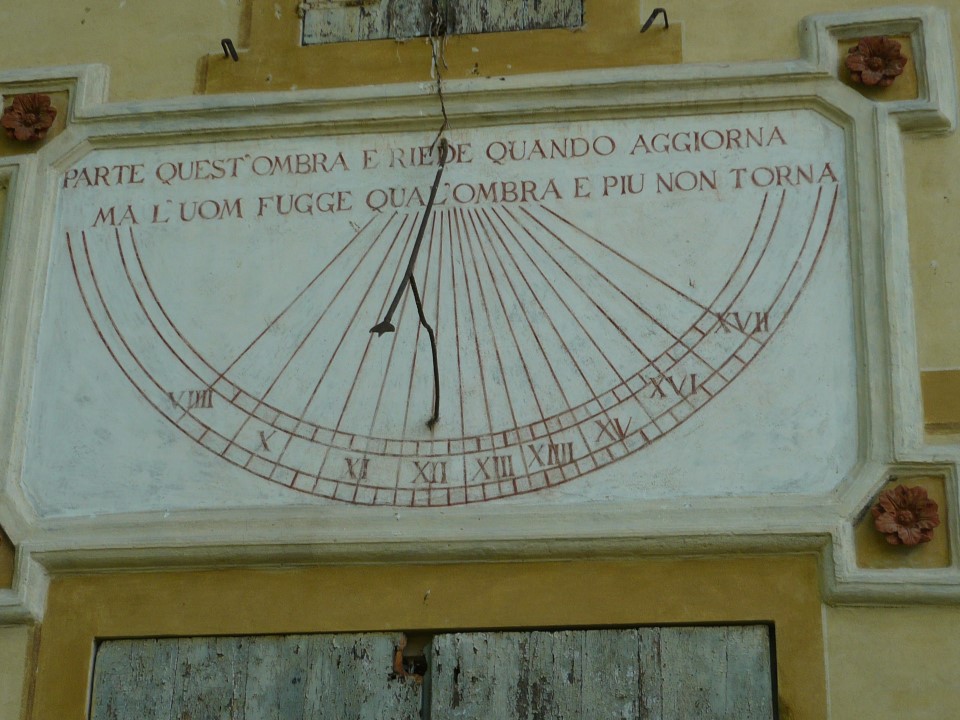 PARTE QUEST'OMBRA E RIEDE QUANDO AGGIORNA
MA L'UOM FUGGE QUAL'OMBRA E PIU NON TORNA
VIIII X XI XII XIII XIIII XV XVI XVII